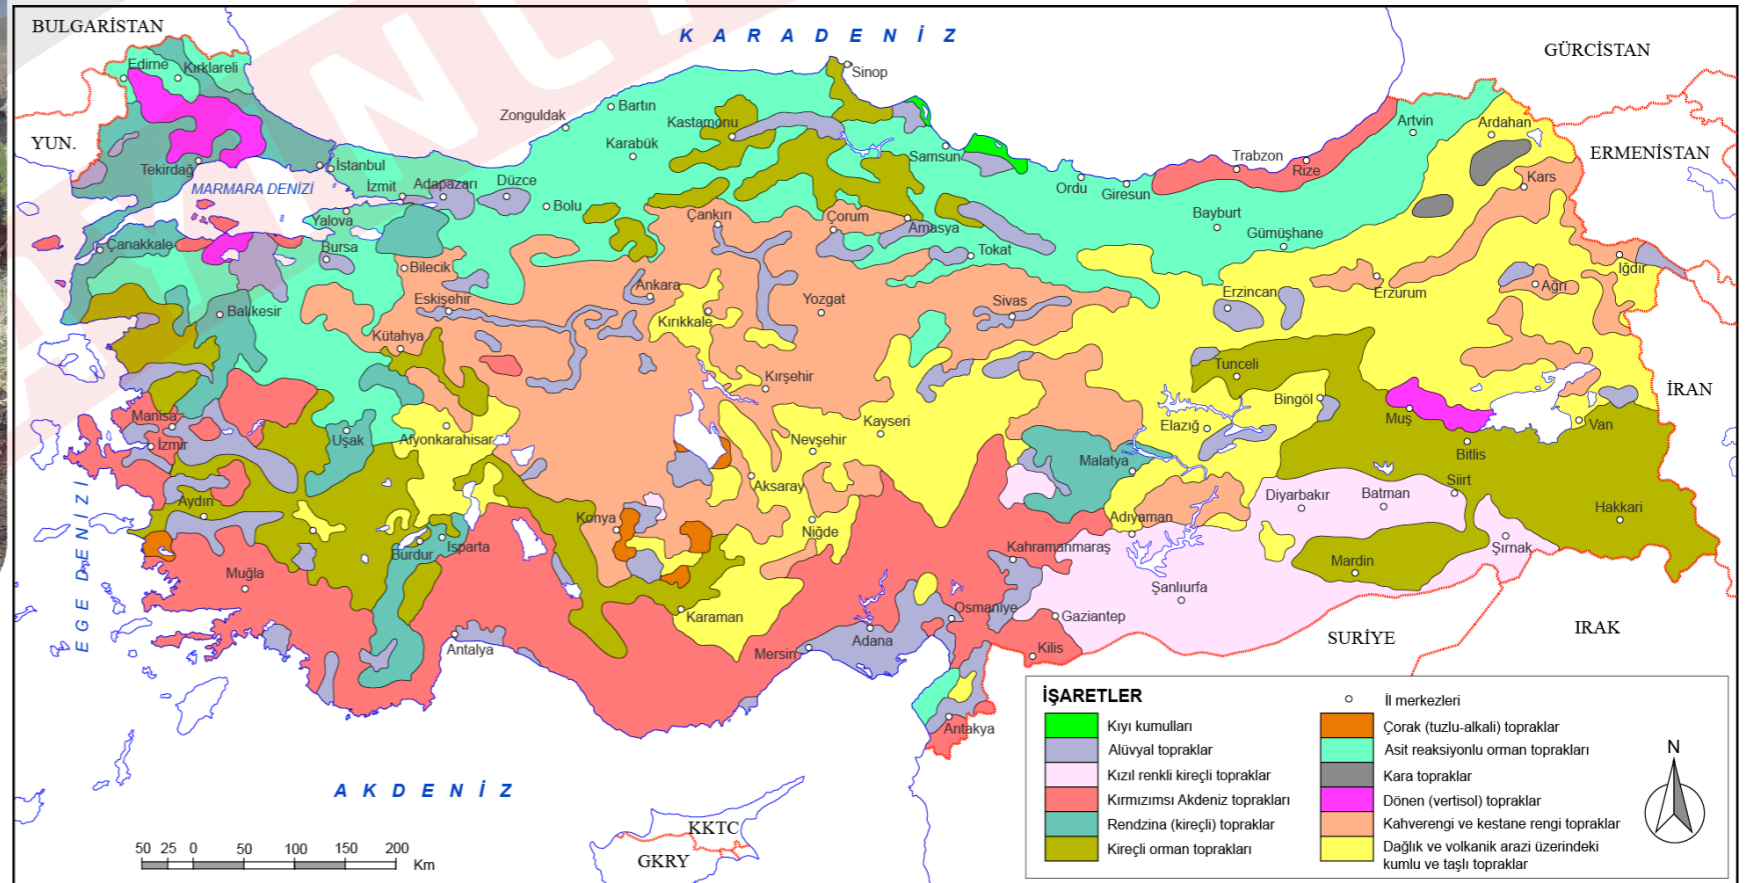 BULGARİSTAN
KARADENİZ
GÜRCİSTAN
Edirne
Kırklareli
Sinop
Zonguldak
Bartın
Kastamonu
Karabük
Samsun
Artvin
Ardahan
YUN.
ERMENİSTAN
Tekirdağ
İstanbul
MARMARA DENİZİ
İzmit
Adapazarı
Düzce
Bolu
Ordu
Giresun
Trabzon
Rize
Kars
Yalova
Çankırı
Çorum
Amasya
Bayburt
Gümüşhane
Çanakkale
Bursa
Bilecik
Tokat
Iğdır
Eskişehir
Ankara
Yozgat
Sivas
Erzincan
Erzurum
Ağrı
Balıkesir
Kırıkkale
Kütahya
Kırşehir
Tunceli
İRAN
Manisa
Uşak
Afyonkarahisar
Nevşehir
Kayseri
Bingöl
Elazığ
Muş
Van
İzmir
Bitlis
Malatya
Aksaray
Siirt
Aydın
Diyarbakır
Batman
Hakkari
EGE DENİZİ
Burdur
Isparta
Konya
Niğde
Adıyaman
Kahramanmaraş
Şırnak
Mardin
Muğla
Karaman
Şanlıurfa
Osmaniye
Gaziantep
Antalya
Mersin
Adana
Kilis
SURİYE
IRAK
Antakya
AKDENİZ
KKTC
GKRY
50 25 0 50 100 150 200
Km
İŞARETLER
Kıyı kumulları
Alüvyal topraklar
Kızıl renkli kireçli topraklar
Kırmızımsı Akdeniz toprakları
Rendzina (kireçli) topraklar
Kireçli orman toprakları
İl merkezleri
Çorak (tuzlu-alkali) topraklar
Asit reaksiyonlu orman toprakları
Kara topraklar
Dönen (vertisol) topraklar
Kahverengi ve kestane rengi topraklar
Dağlık ve volkanik arazi üzerindeki
kumlu ve taşlı topraklar
N